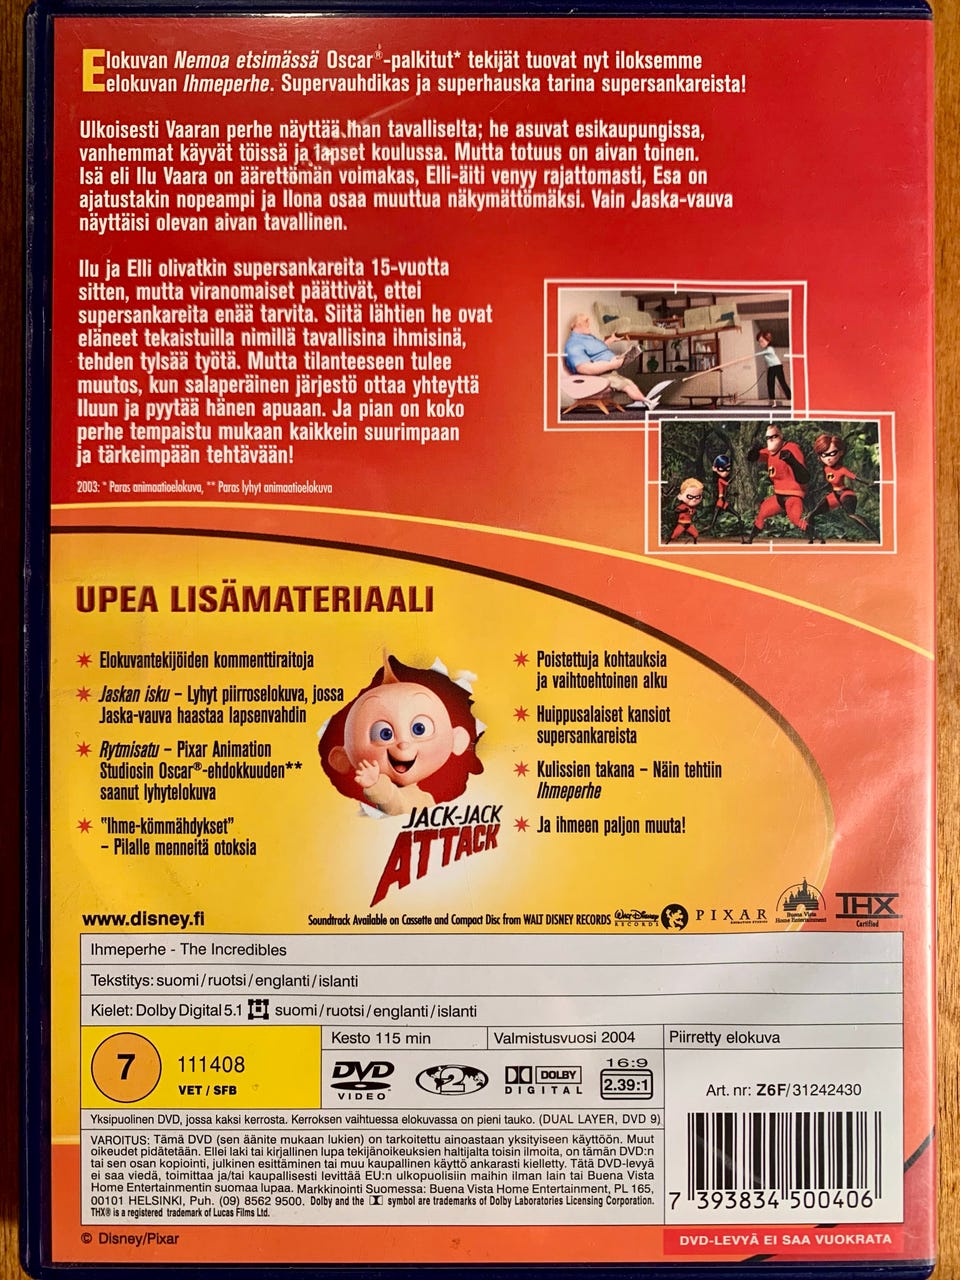 Elokuvan Nemoa etsimässä Oscar®-palkitut* tekijät tuovat nyt iloksemme
elokuvan Ihmeperhe. Supervauhdikas ja superhauska tarina supersankareista!
Ulkoisesti Vaaran perhe näyttää ihan tavalliselta; he asuvat esikaupungissa,
vanhemmat käyvät töissä ja lapset koulussa. Mutta totuus on aivan toinen.
Isä eli Ilu Vaara on äärettömän voimakas, Elli-äiti venyy rajattomasti, Esa on
ajatustakin nopeampi ja Ilona osaa muuttua näkymättömäksi. Vain Jaska-vauva
näyttäisi olevan aivan tavallinen.
Ilu ja Elli olivatkin supersankareita 15-vuotta
sitten, mutta viranomaiset päättivät, ettei
supersankareita enää tarvita. Siitä lähtien he ovat
eläneet tekaistuilla nimillä tavallisina ihmisinä,
tehden tylsää työtä. Mutta tilanteeseen tulee
muutos, kun salaperäinen järjestö ottaa yhteyttä
Iluun ja pyytää hänen apuaan. Ja pian on koko
perhe tempaistu mukaan kaikkein suurimpaan
ja tärkeimpään tehtävään!
2003: * Paras animaatioelokuva, ** Paras lyhyt animaatioelokuva
UPEA LISÄMATERIAALI
Elokuvantekijöiden kommenttiraitoja
Jaskan isku – Lyhyt piirroselokuva, jossa
Jaska-vauva haastaa lapsenvahdin
Rytmisatu – Pixar Animation
Studiosin Oscar®-ehdokkuuden**
saanut lyhytelokuva
"Ihme-kömmähdykset"
– Pilalle menneitä otoksia
JACK-JACK
ATTACK
Poistettuja kohtauksia
ja vaihtoehtoinen alku
Huippusalaiset kansiot
supersankareista
Kulissien takana – Näin tehtiin
Ihmeperhe
Ja ihmeen paljon muuta!
www.disney.fi
Soundtrack Available on Cassette and Compact Disc from WALT DISNEY RECORDS
Walt Disney
RECORDS
PIXAR
ANIMATION STUDIOS
Buena Vista
Home Entertainment
THX
Certified
Ihmeperhe - The Incredibles
Tekstitys: suomi/ruotsi/englanti/islanti
Kielet: Dolby Digital 5.1 suomi/ruotsi/englanti/islanti
7
111408
VET / SFB
Kesto 115 min
Valmistusvuosi 2004
Piirretty elokuva
DVD
VIDEO
2
DOLBY
DIGITAL
16:9
2.39:1
Art. nr: Z6F/31242430
Yksipuolinen DVD, jossa kaksi kerrosta. Kerroksen vaihtuessa elokuvassa on pieni tauko. (DUAL LAYER, DVD 9)
VAROITUS: Tämä DVD (sen äänite mukaan lukien) on tarkoitettu ainoastaan yksityiseen käyttöön. Muut
oikeudet pidätetään. Ellei laki tai kirjallinen lupa tekijänoikeuksien haltijalta toisin ilmoita, on tämän DVD:n
tai sen osan kopiointi, julkinen esittäminen tai muu kaupallinen käyttö ankarasti kielletty. Tätä DVD-levyä
ei saa viedä, toimittaa ja/tai kaupallisesti levittää EU:n ulkopuolisiin maihin ilman lain tai Buena Vista
Home Entertainmentin suomaa lupaa. Markkinointi Suomessa: Buena Vista Home Entertainment, PL 165,
00101 HELSINKI, Puh. (09) 8562 9500. Dolby and the symbol are trademarks of Dolby Laboratories Licensing Corporation.
THX® is a registered trademark of Lucas Films Ltd.
7 393834 500406
© Disney/Pixar
DVD-LEVYÄ EI SAA VUOKRATA